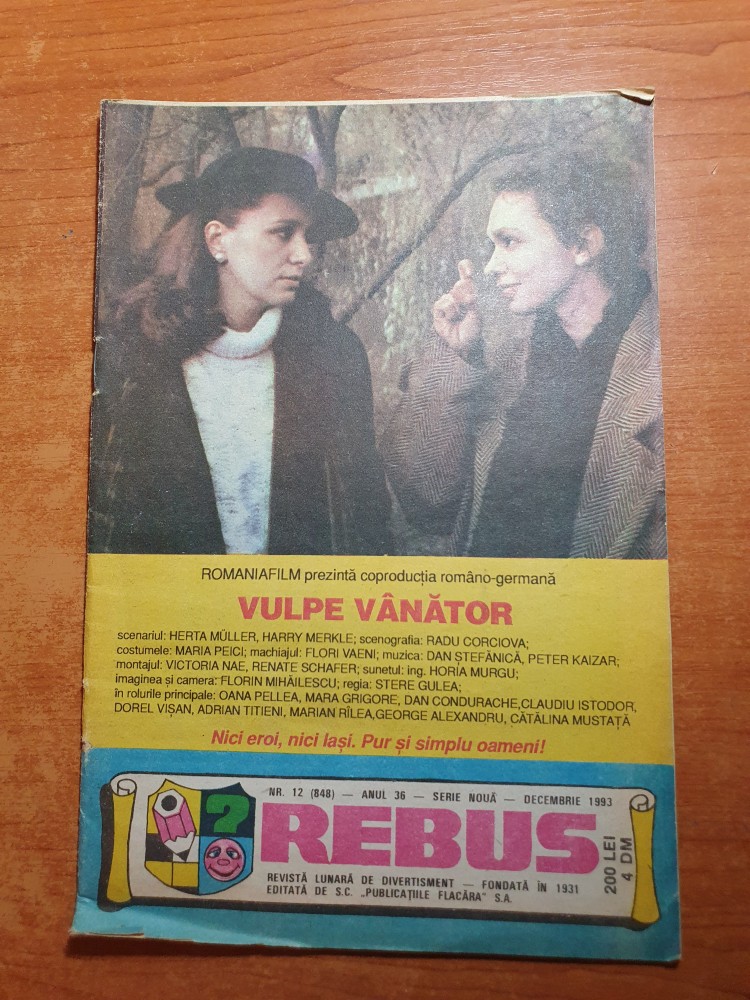 ROMANIAFILM prezintă coproducția româno-germană
VULPE VÂNĂTOR
scenariul: HERTA MÜLLER, HARRY MERKLE; scenografia: RADU CORCIOVA;
costumele: MARIA PEICI; machiajul: FLORI VAENI; muzica: DAN ȘTEFĂNICĂ, PETER KAIZAR;
montajul: VICTORIA NAE, RENATE SCHAFER; sunetul: ing. HORIA MURGU;
imaginea și camera: FLORIN MIHĂILESCU; regia: STERE GULEA;
în rolurile principale: OANA PELLEA, MARA GRIGORE, DAN CONDURACHE,CLAUDIU ISTODOR,
DOREL VIȘAN, ADRIAN TITIENI, MARIAN RÎLEA,GEORGE ALEXANDRU, CĂTĂLINA MUSTAȚĂ
Nici eroi, nici lași. Pur și simplu oameni!
NR. 12 (848) — ANUL 36 — SERIE NOUĂ — DECEMBRIE 1993
?
REBUS
200 LEI
4 DM
REVISTĂ LUNARĂ DE DIVERTISMENT — FONDATĂ ÎN 1931
EDITATĂ DE S.C. „PUBLICAȚIILE FLACĂRA" S.A.